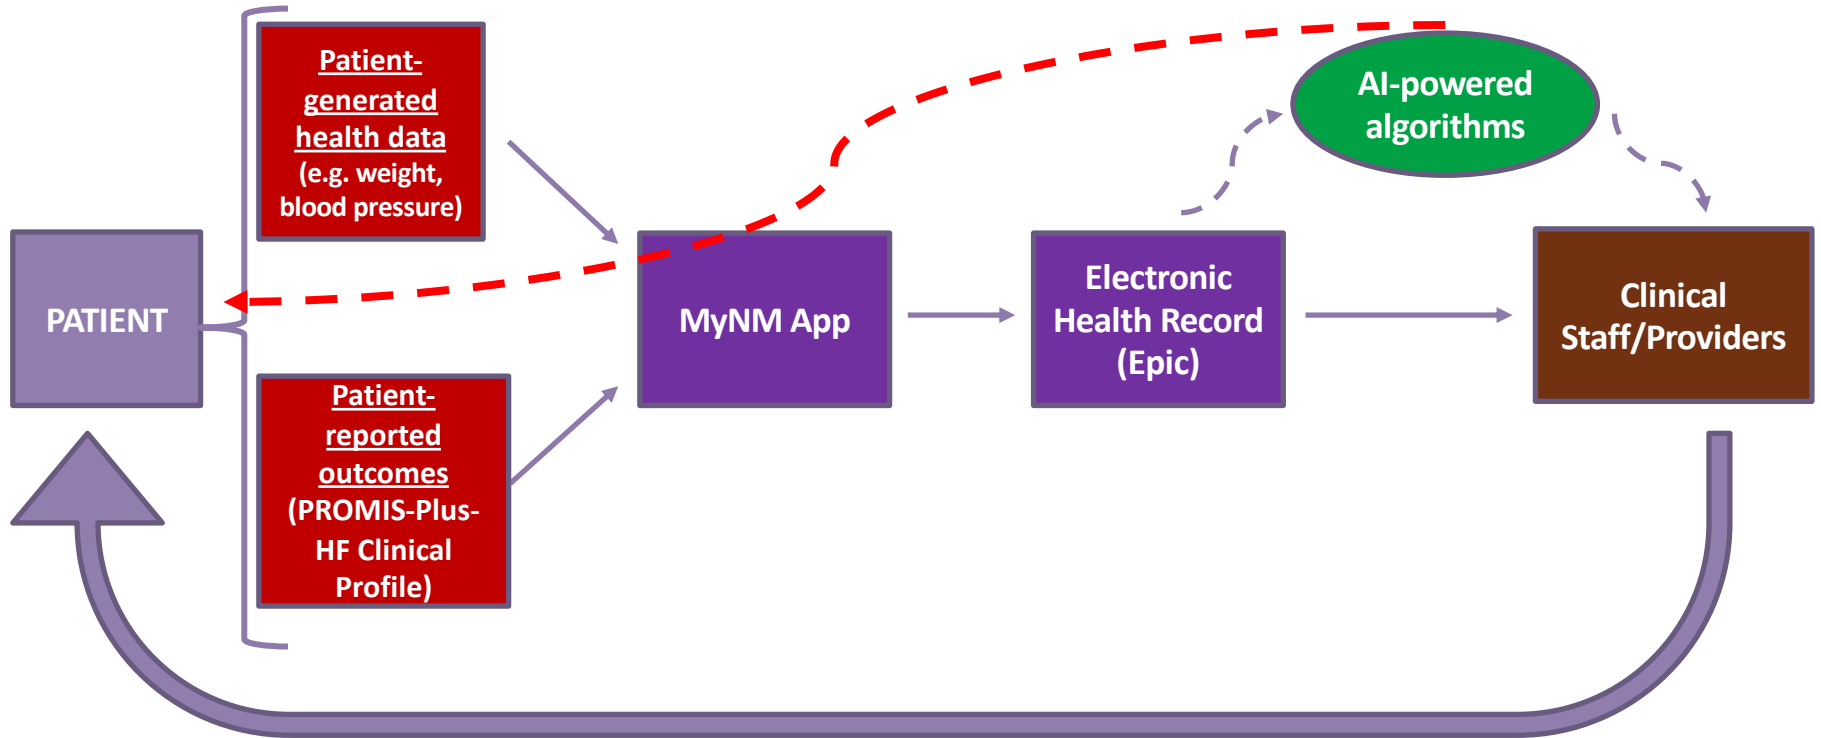 PATIENT
Patient-
generated
health data
(e.g. weight,
blood pressure)
Patient-
reported
outcomes
(PROMIS-Plus-
HF Clinical
Profile)
MyNM App
Electronic
Health Record
(Epic)
AI-powered
algorithms
Clinical
Staff/Providers